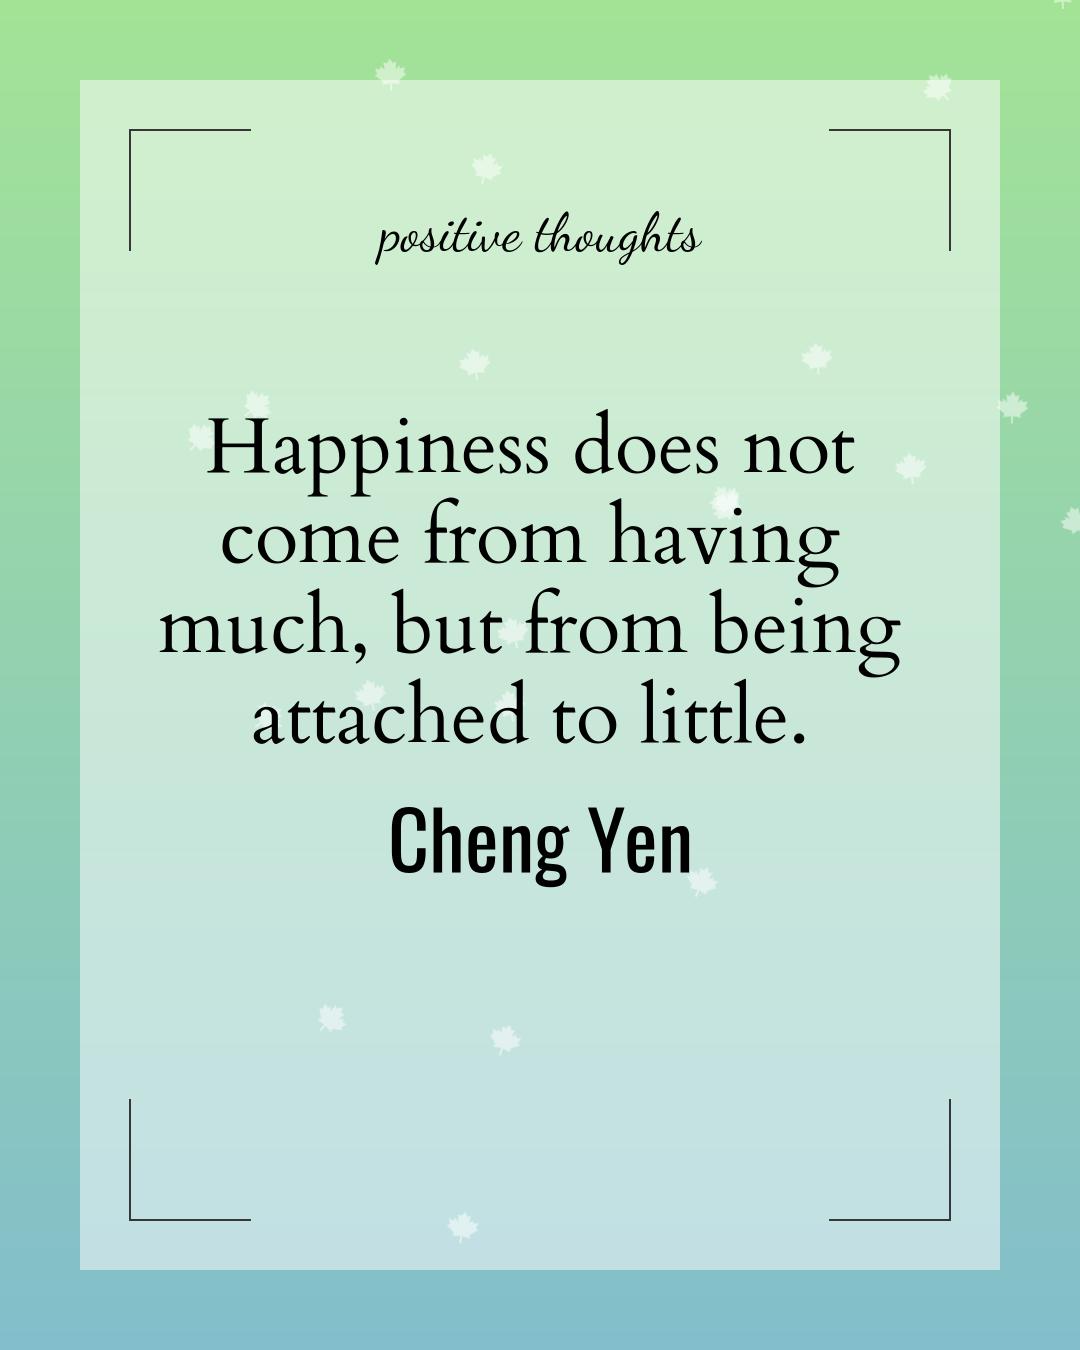 positive thoughts
Happiness does not
come from having
much, but from being
attached to little.
Cheng Yen